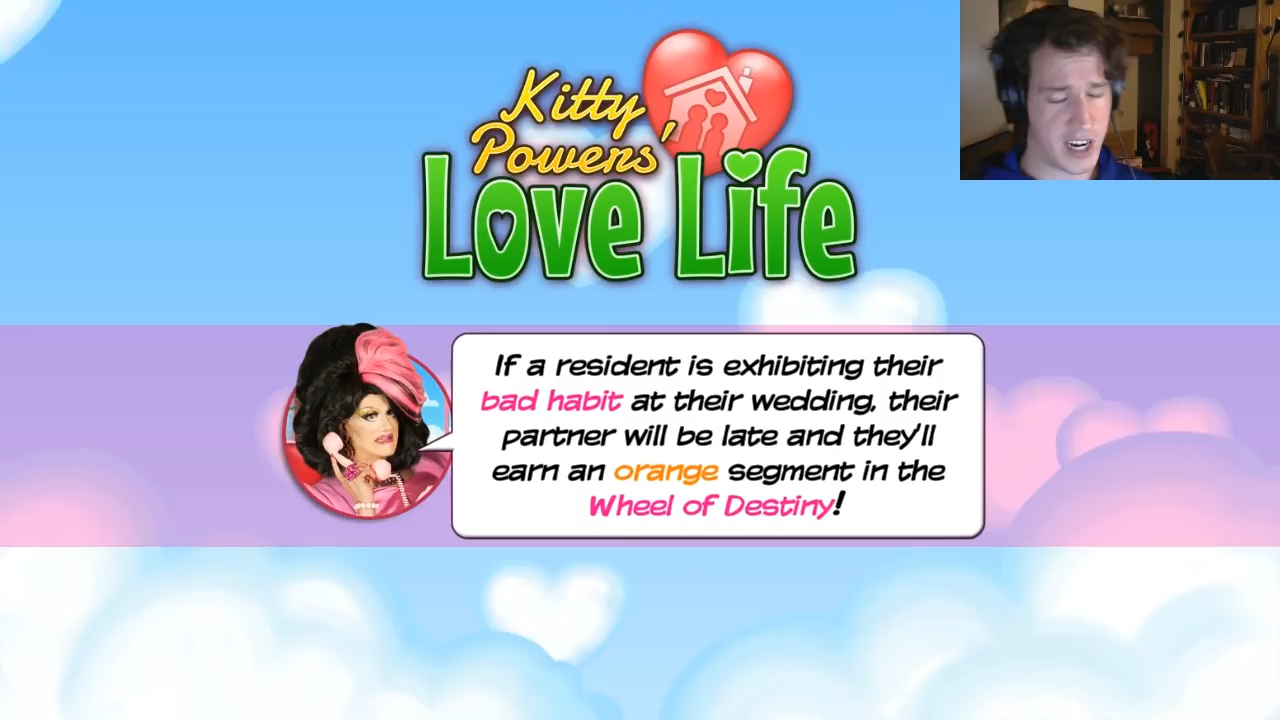 Kitty
Powers'
Love Life
If a resident is exhibiting their
bad habit at their wedding, their
partner will be late and they'll
earn an orange segment in the
Wheel of Destiny!